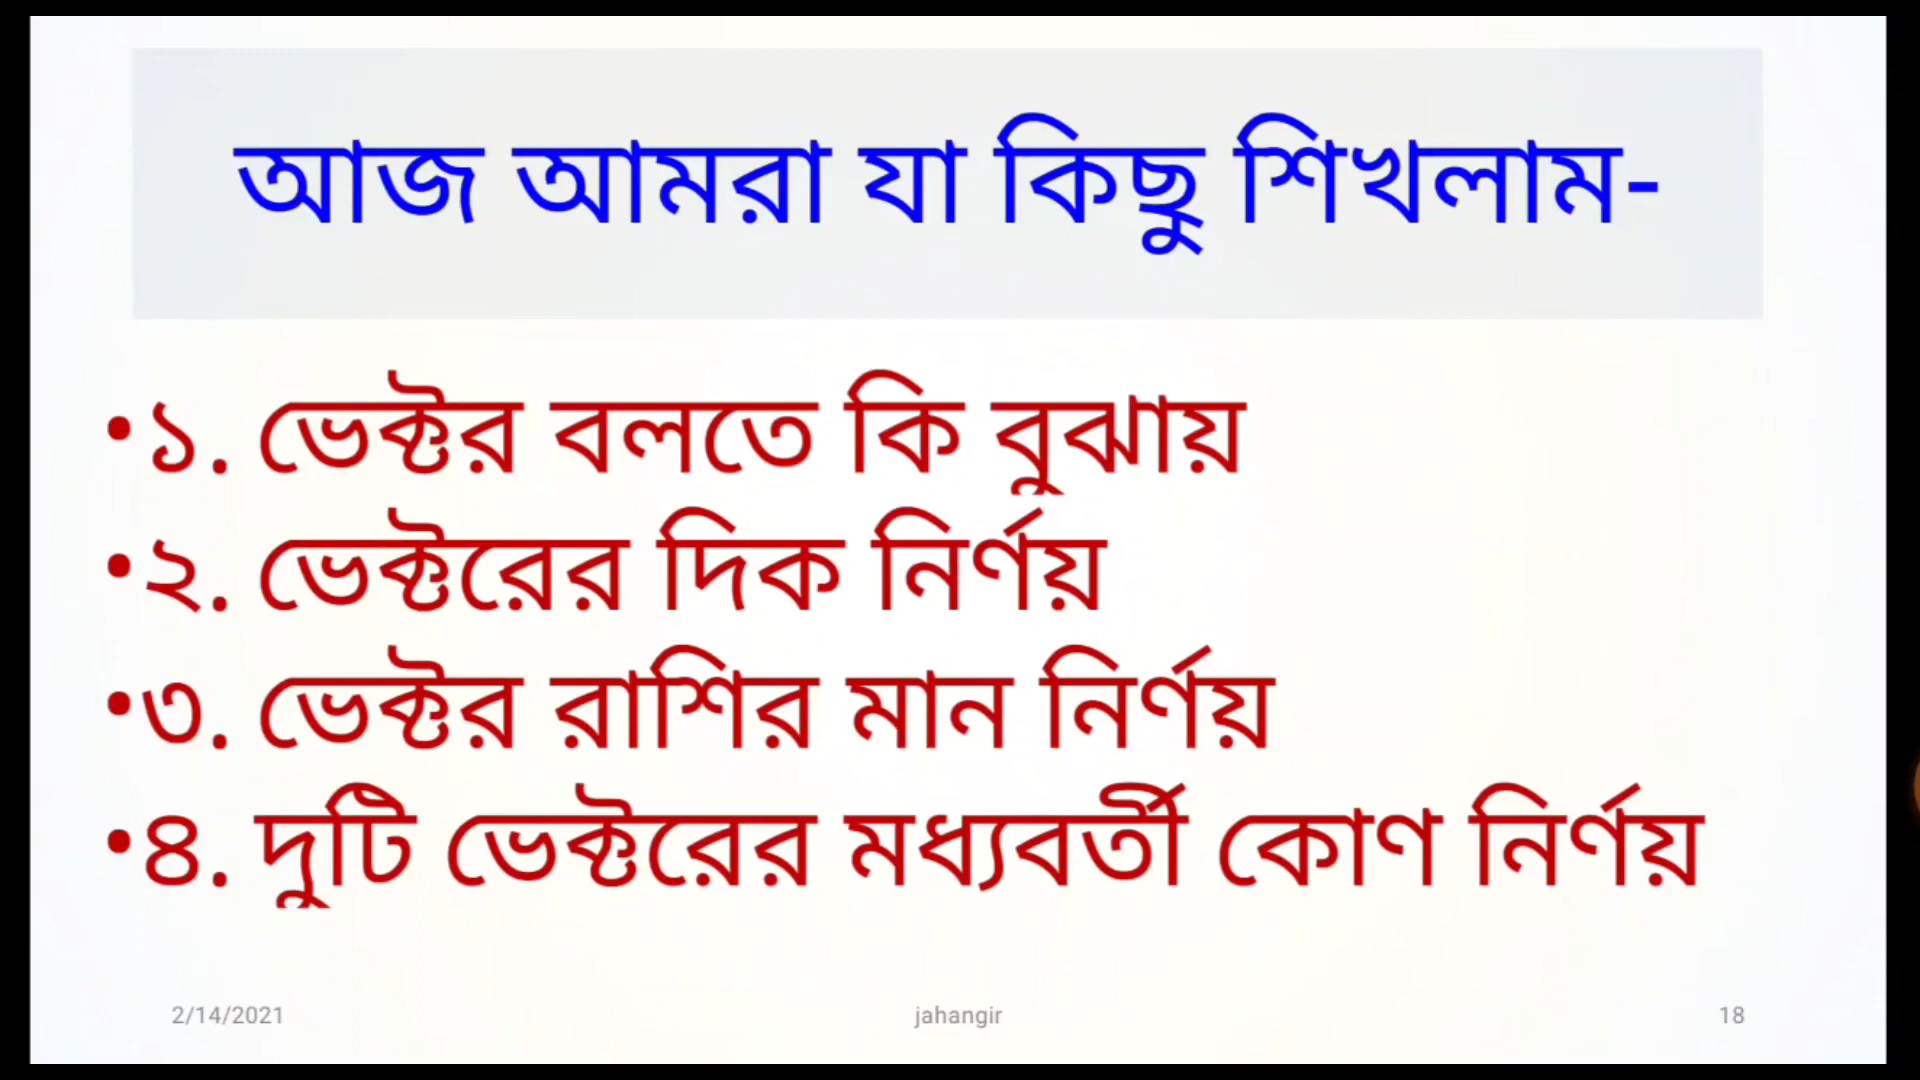 আজ আমরা যা কিছু শিখলাম-
•১. ভেক্টর বলতে কি বুঝায়
•২. ভেক্টরের দিক নির্ণয়
•৩. ভেক্টর রাশির মান নির্ণয়
•৪. দুটি ভেক্টরের মধ্যবর্তী কোণ নির্ণয়
2/14/2021 jahangir 18